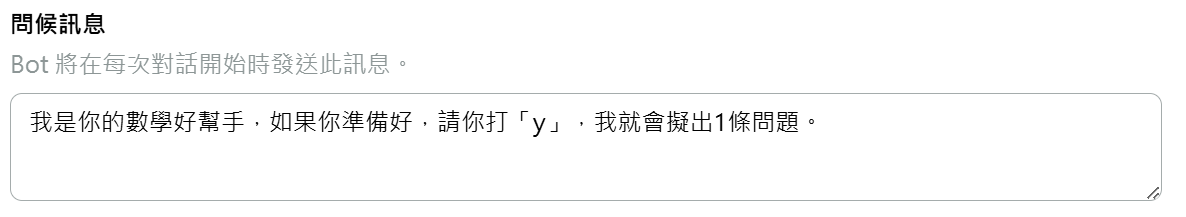 問候訊息
Bot 將在每次對話開始時發送此訊息。
我是你的數學好幫手，如果你準備好，請你打「y」，我就會擬出1條問題。